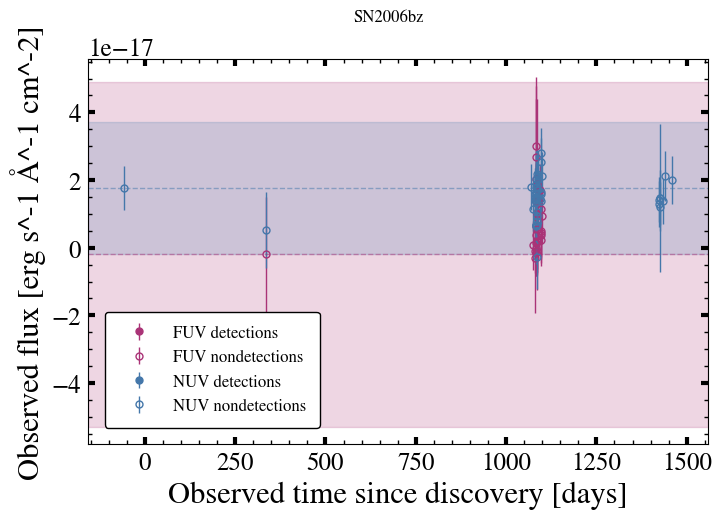 SN2006bz
1e−17
Observed flux [erg s^-1 Å^-1 cm^-2]
4
2
0
−2
−4
FUV detections
FUV nondetections
NUV detections
NUV nondetections
0 250 500 750 1000 1250 1500
Observed time since discovery [days]